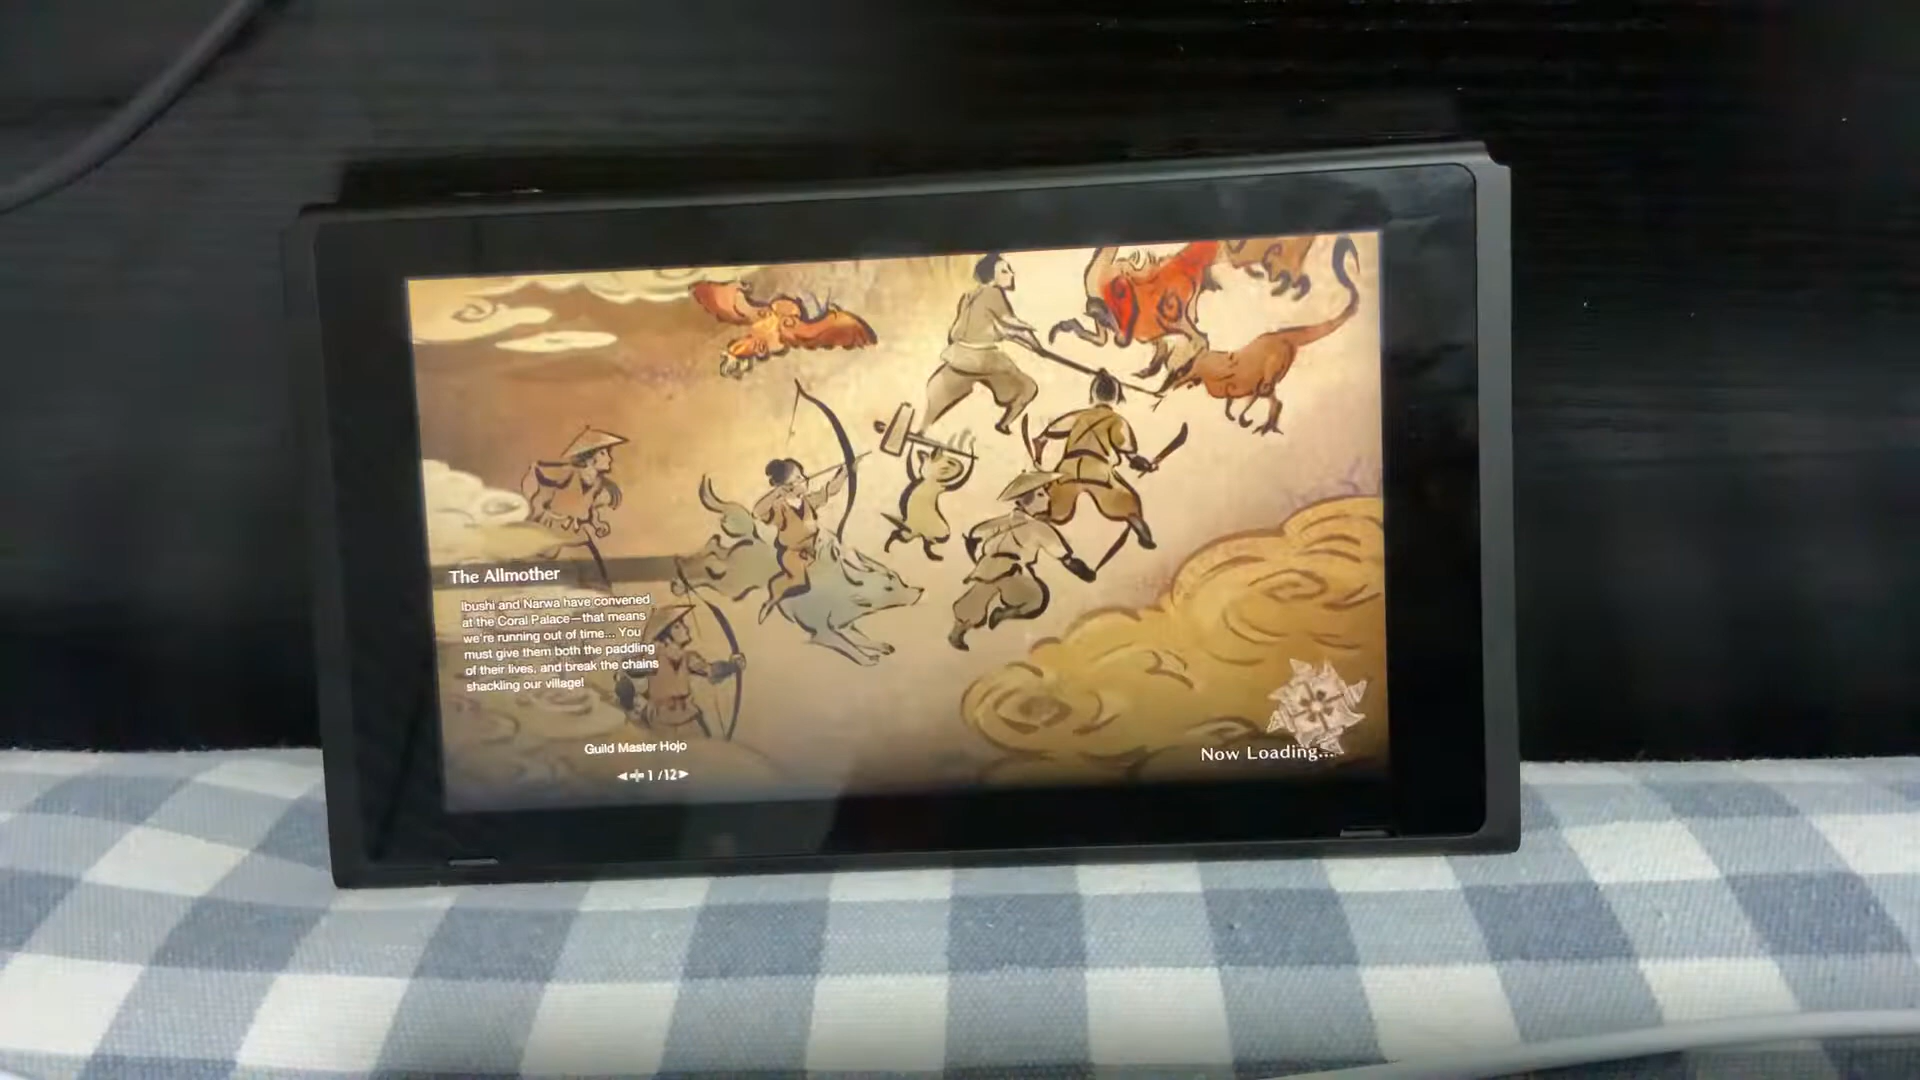 The Allmother
Ibushi and Narwa have convened
at the Coral Palace—that means
we're running out of time... You
must give them both the paddling
of their lives, and break the chains
shackling our village!
Guild Master Hojo
1 /12
Now Loading...